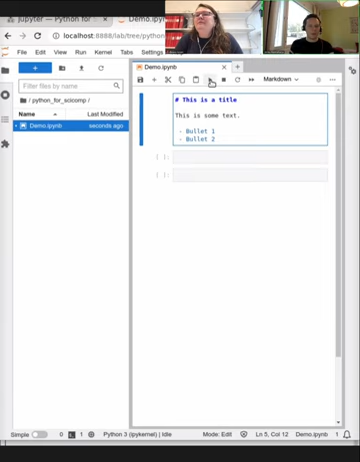 Jupyter — Python for
Demo.ipynb
localhost:8888/lab/tree/python
File Edit View Run Kernel Tabs
Demo.ipynb
Markdown
Filter files by name
/ python_for_scicomp /
Name
Last Modified
Demo.ipynb
seconds ago
# This is a title
This is some text.
- Bullet 1
- Bullet 2
[ ]:
[ ]:
Simple 0 1 Python 3 (ipykernel) | Idle Mode: Edit Ln 5, Col 12 Demo.ipynb 1